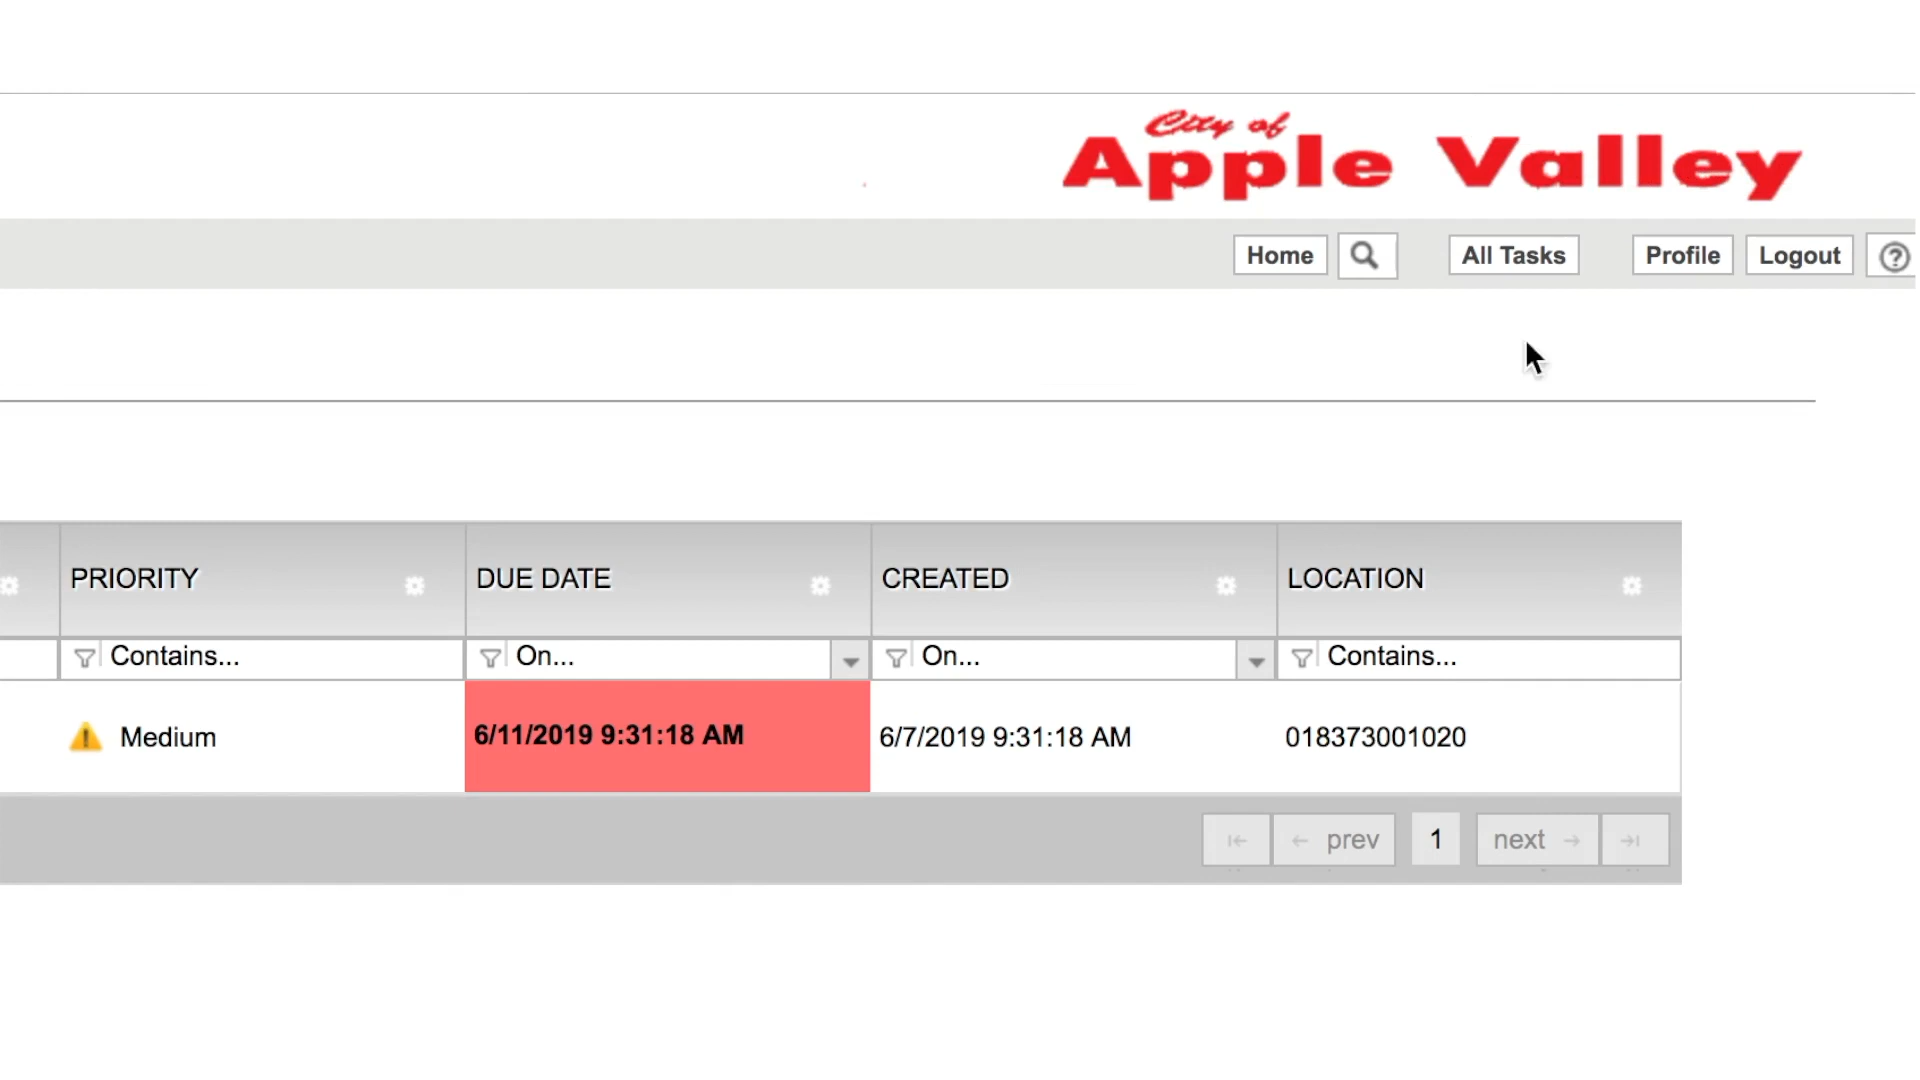 City of
Apple Valley
Home All Tasks Profile Logout ?
PRIORITY DUE DATE CREATED LOCATION
Contains... On... On... Contains...
Medium 6/11/2019 9:31:18 AM 6/7/2019 9:31:18 AM 018373001020
prev 1 next